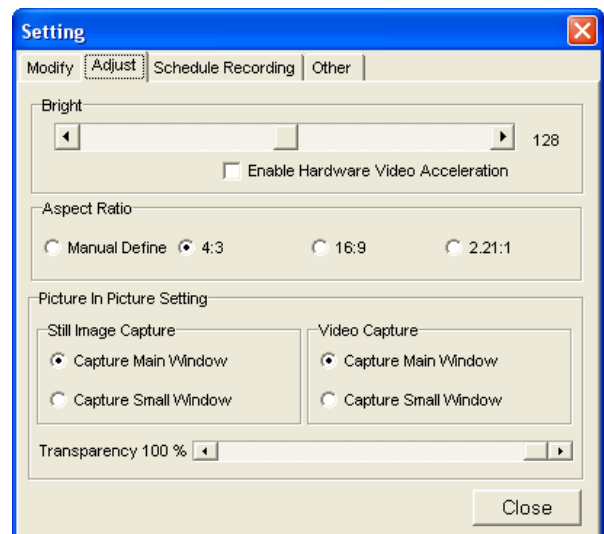 Setting
Modify Adjust Schedule Recording Other
Bright
128
Enable Hardware Video Acceleration
Aspect Ratio
Manual Define 4:3 16:9 2.21:1
Picture In Picture Setting
Still Image Capture Video Capture
Capture Main Window Capture Main Window
Capture Small Window Capture Small Window
Transparency 100 %
Close